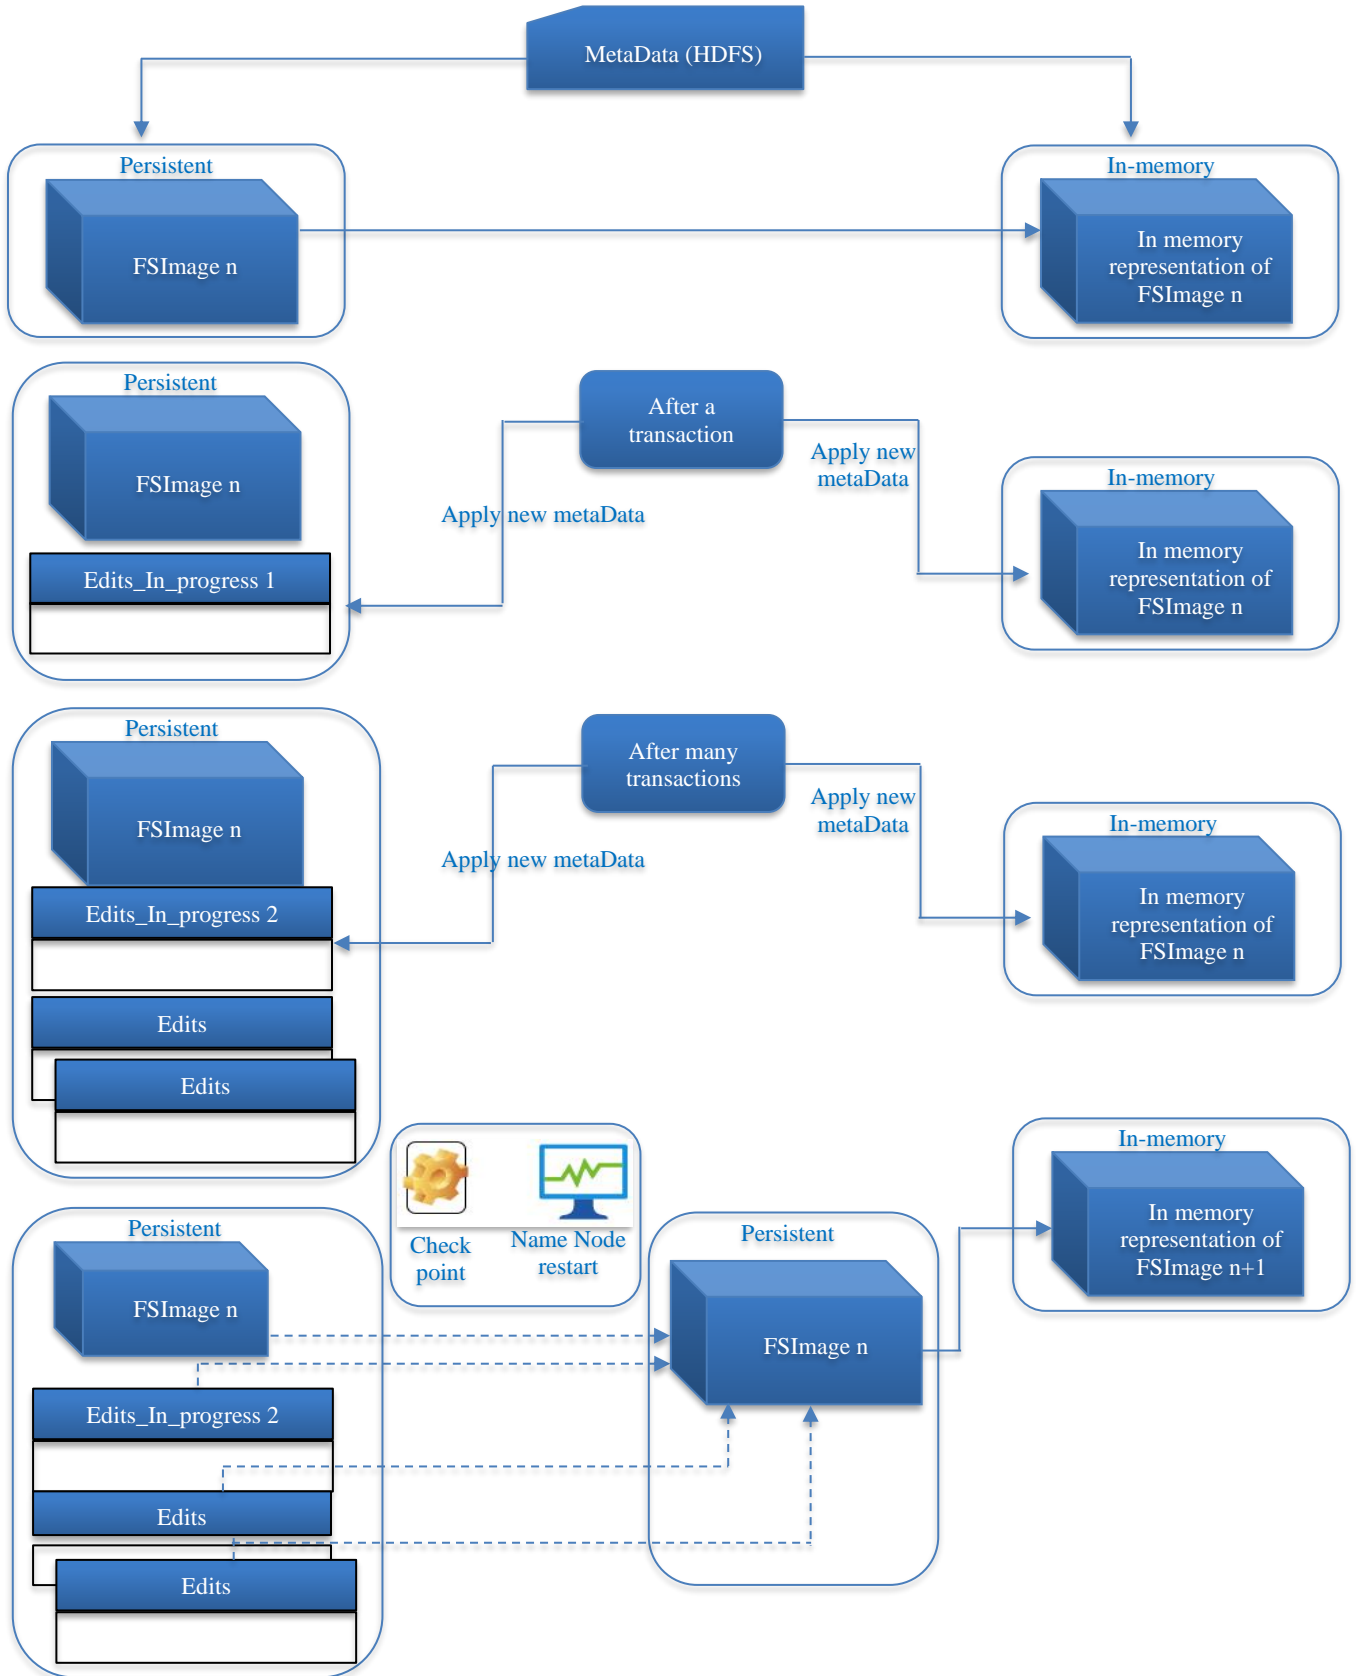 MetaData (HDFS)
Persistent
FSImage n
In-memory
In memory
representation of
FSImage n
Persistent
FSImage n
Edits_In_progress 1
After a
transaction
Apply new metaData
Apply new
metaData
In-memory
In memory
representation of
FSImage n
Persistent
FSImage n
Edits_In_progress 2
Edits
Edits
After many
transactions
Apply new metaData
Apply new
metaData
In-memory
In memory
representation of
FSImage n
Check
point
Name Node
restart
Persistent
FSImage n
Edits_In_progress 2
Edits
Edits
Persistent
FSImage n
In-memory
In memory
representation of
FSImage n+1